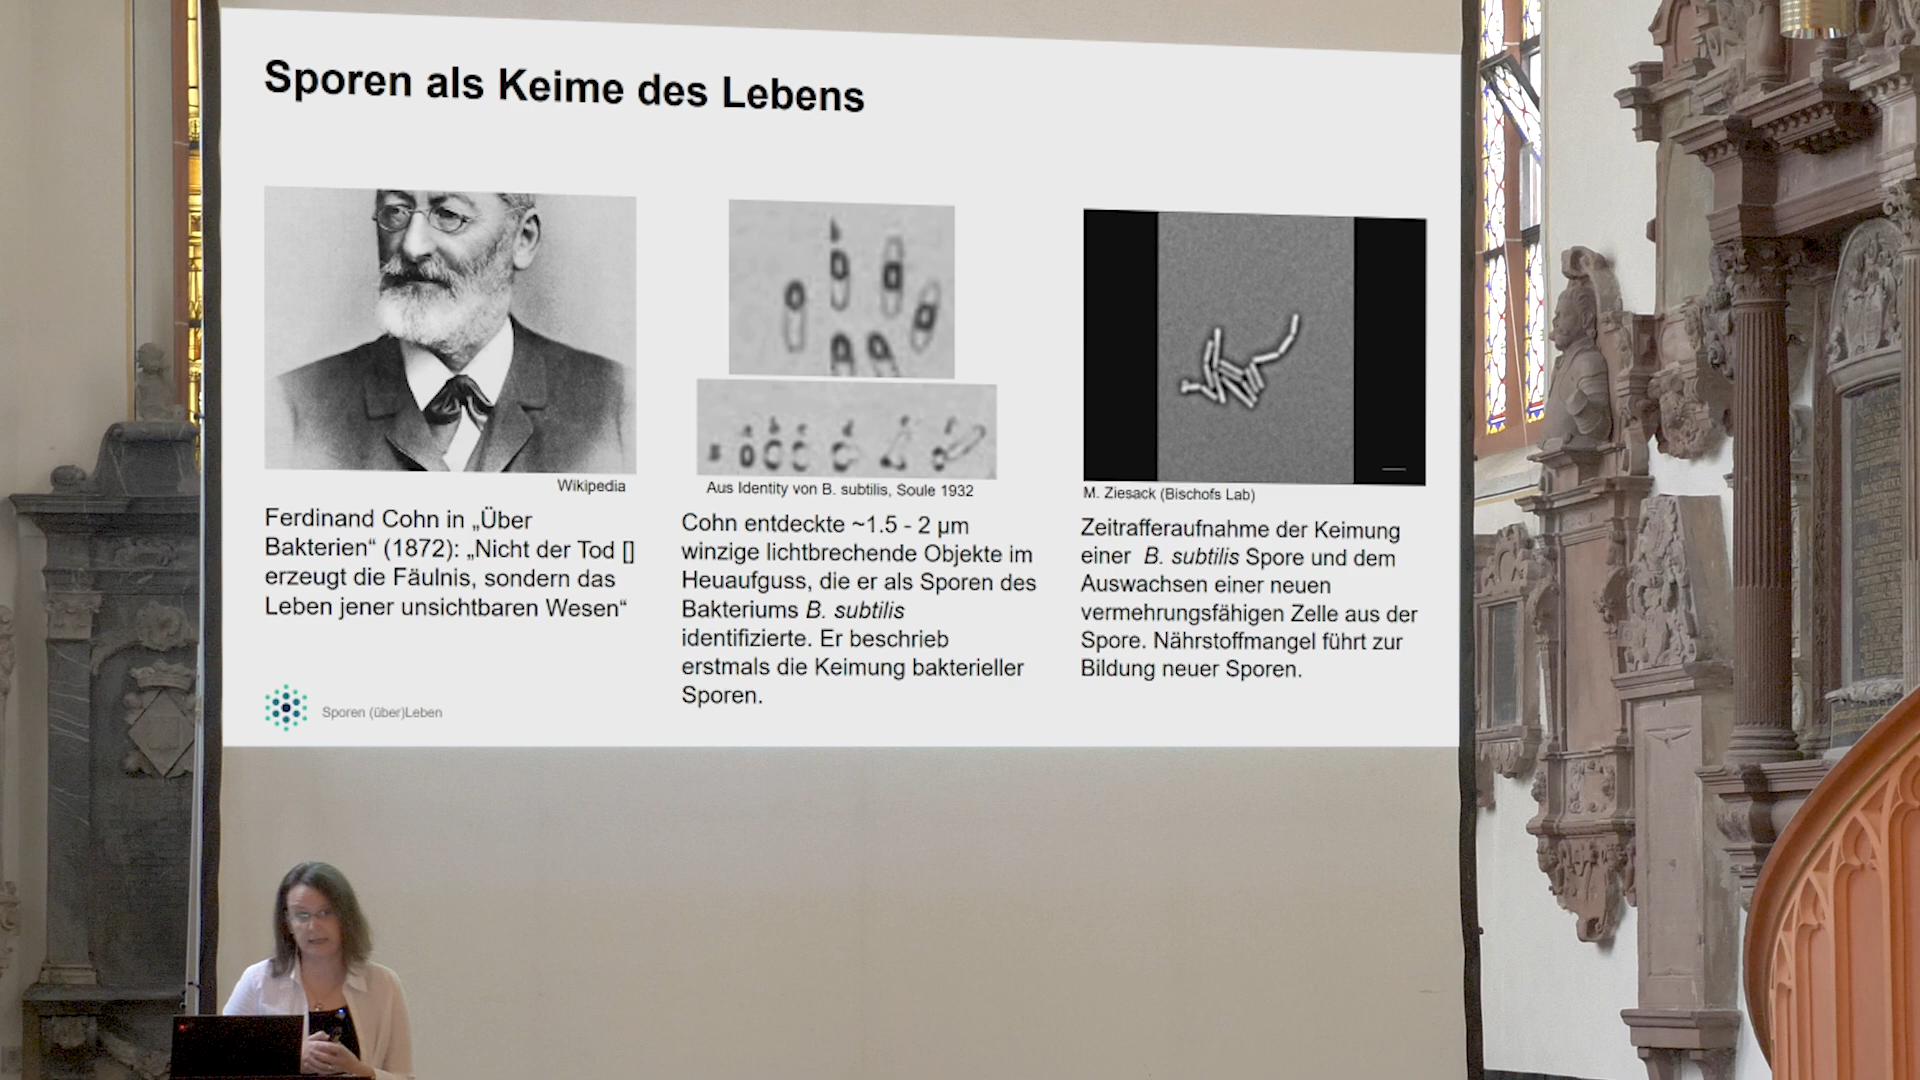 Sporen als Keime des Lebens
Wikipedia
Ferdinand Cohn in „Über
Bakterien“ (1872): „Nicht der Tod []
erzeugt die Fäulnis, sondern das
Leben jener unsichtbaren Wesen“
Aus Identity von B. subtilis, Soule 1932
Cohn entdeckte ~1.5 - 2 µm
winzige lichtbrechende Objekte im
Heuaufguss, die er als Sporen des
Bakteriums B. subtilis
identifizierte. Er beschrieb
erstmals die Keimung bakterieller
Sporen.
M. Ziesack (Bischofs Lab)
Zeitrafferaufnahme der Keimung
einer B. subtilis Spore und dem
Auswachsen einer neuen
vermehrungsfähigen Zelle aus der
Spore. Nährstoffmangel führt zur
Bildung neuer Sporen.
Sporen (über)Leben